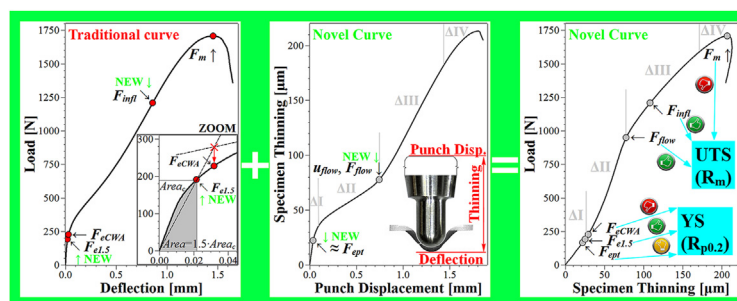 Traditional curve
1750
1500
1250
1000
750
500
250
0
Load [N]
0.0
0.5
1.0
1.5
Deflection [mm]
F_m
NEW ↓
F_infl
F_eCWA
F_e1.5
↑ NEW
ZOOM
300
200
100
0
0.00
0.02
0.04
F_eCWA
F_e1.5
↑ NEW
Area_c
Area=1.5·Area_c
+
Novel Curve
200
150
100
50
0
Specimen Thinning [µm]
0.0
0.5
1.0
1.5
Punch Displacement [mm]
ΔI
ΔII
ΔIII
ΔIV
NEW ↓
u_flow, F_flow
↓ NEW
≈ F_ept
Punch Disp.
Thinning
Deflection
=
Novel Curve
1750
1500
1250
1000
750
500
250
0
Load [N]
0
50
100
150
200
Specimen Thinning [µm]
ΔI
ΔII
ΔIII
ΔIV
F_m
F_infl
F_flow
F_eCWA
F_e1.5
F_ept
UTS
(R_m)
YS
(R_p0.2)